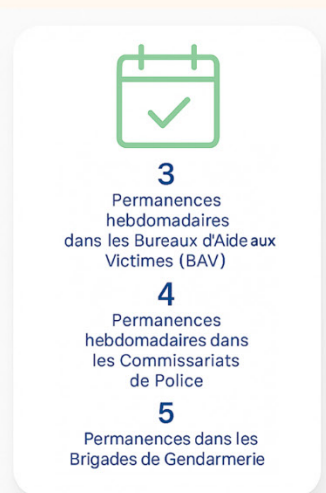 3
Permanences
hebdomadaires
dans les Bureaux d'Aide aux
Victimes (BAV)
4
Permanences
hebdomadaires dans
les Commissariats
de Police
5
Permanences dans les
Brigades de Gendarmerie